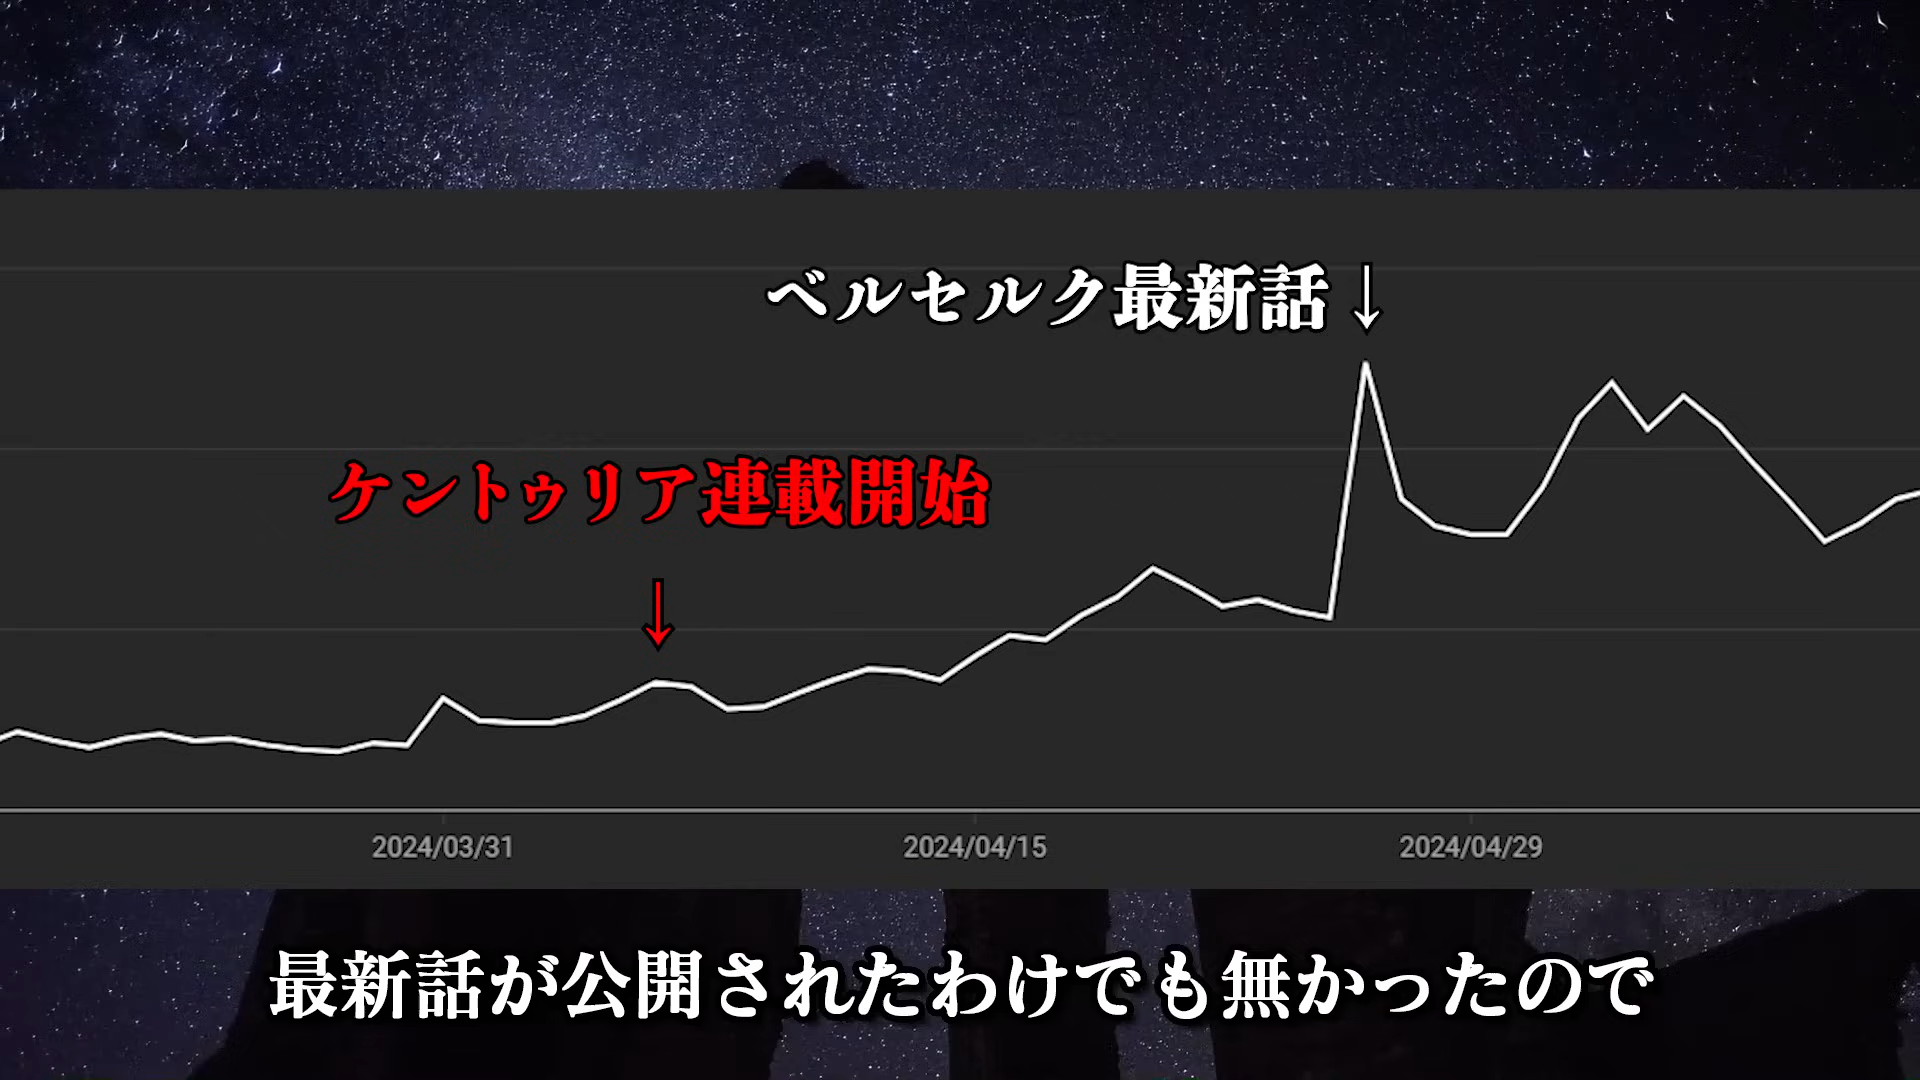 ベルセルク最新話↓
ケントゥリア連載開始
↓
2024/03/31
2024/04/15
2024/04/29
最新話が公開されたわけでも無かったので